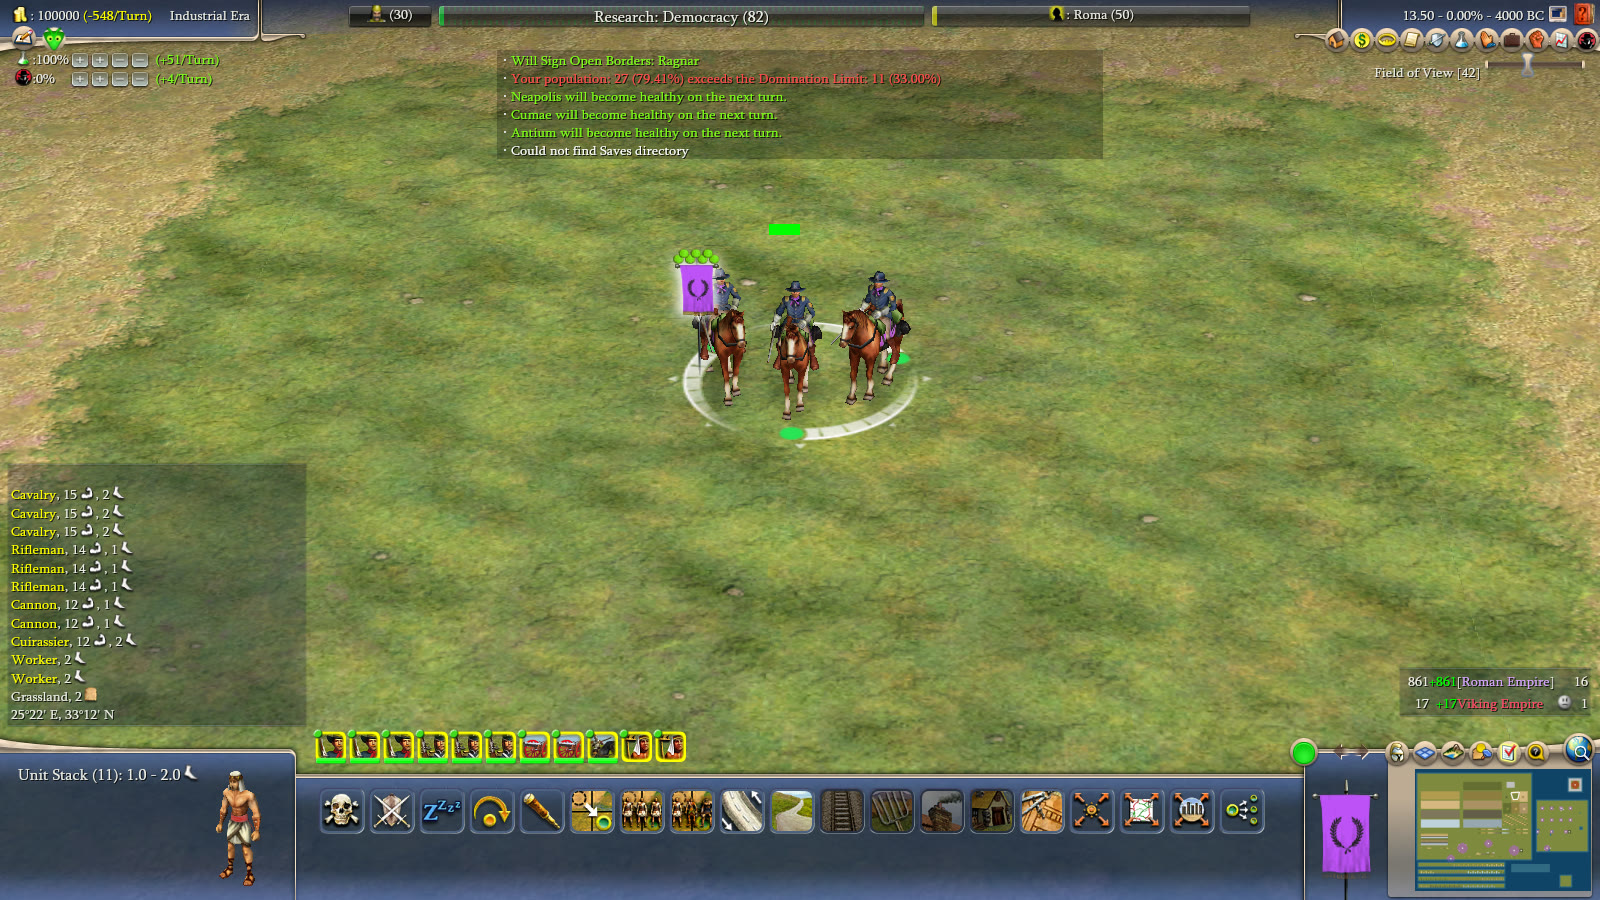 : 100000 (-548/Turn) Industrial Era
(30)
Research: Democracy (82)
: Roma (50)
13.50 - 0.00% - 4000 BC
:100% (+51/Turn)
:0% (+4/Turn)
Field of View [42]
· Will Sign Open Borders: Ragnar
· Your population: 27 (79.41%) exceeds the Domination Limit: 11 (33.00%)
· Neapolis will become healthy on the next turn.
· Cumae will become healthy on the next turn.
· Antium will become healthy on the next turn.
· Could not find Saves directory
Cavalry, 15 , 2
Cavalry, 15 , 2
Cavalry, 15 , 2
Rifleman, 14 , 1
Rifleman, 14 , 1
Rifleman, 14 , 1
Cannon, 12 , 1
Cannon, 12 , 1
Cuirassier, 12 , 2
Worker, 2
Worker, 2
Grassland, 2
25°22' E, 33°12' N
861+861[Roman Empire] 16
17 +17Viking Empire 1
Unit Stack (11): 1.0 - 2.0
ZZzzz